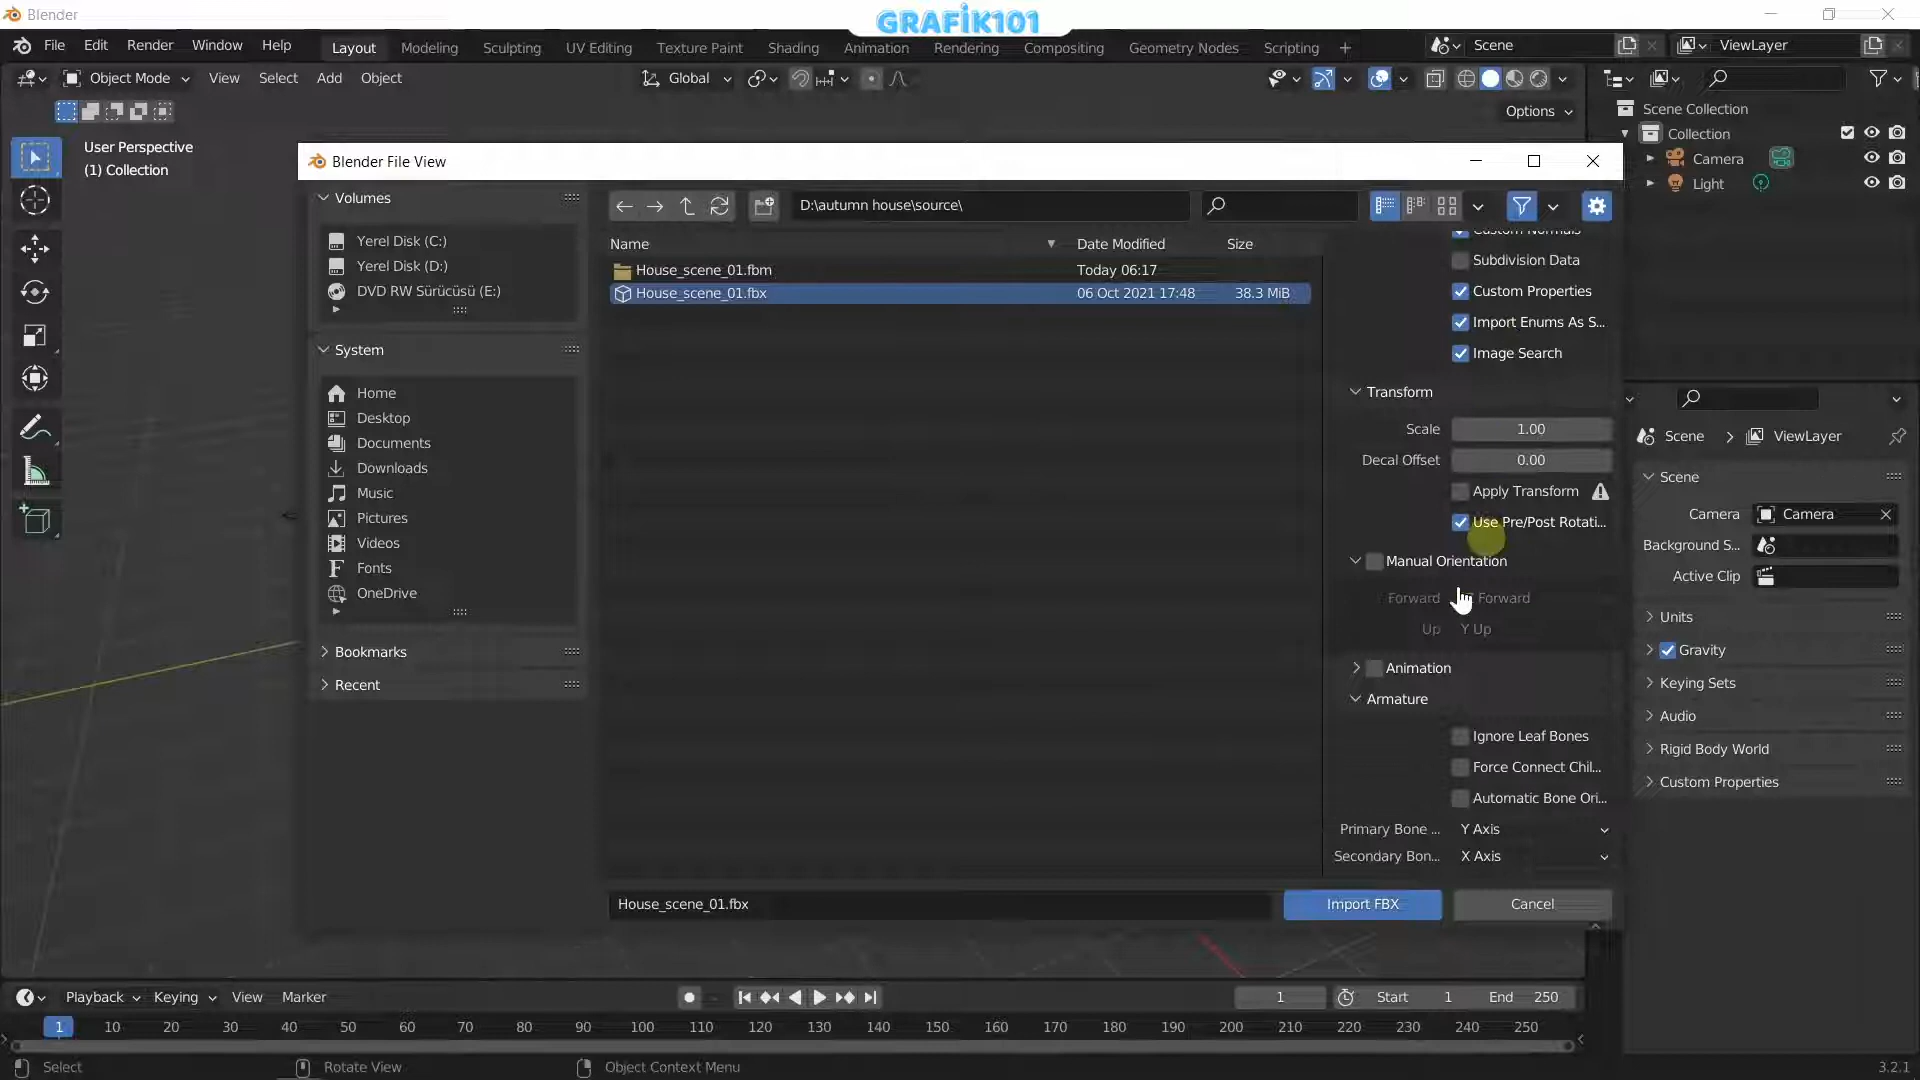 Blender
GRAFİK101
File Edit Render Window Help
Layout Modeling Sculpting UV Editing Texture Paint Shading Animation Rendering Compositing Geometry Nodes Scripting +
Scene
ViewLayer
Object Mode View Select Add Object
Global
Options
User Perspective
(1) Collection
Scene Collection
Collection
Camera
Light
Blender File View
Volumes
Yerel Disk (C:)
Yerel Disk (D:)
DVD RW Sürücüsü (E:)
System
Home
Desktop
Documents
Downloads
Music
Pictures
Videos
Fonts
OneDrive
Bookmarks
Recent
D:\autumn house\source\
Name Date Modified Size
House_scene_01.fbm Today 06:17
House_scene_01.fbx 06 Oct 2021 17:48 38.3 MiB
Custom Normals
Subdivision Data
Custom Properties
Import Enums As S...
Image Search
Transform
Scale 1.00
Decal Offset 0.00
Apply Transform
Use Pre/Post Rotati...
Manual Orientation
Forward Forward
Up Y Up
Animation
Armature
Ignore Leaf Bones
Force Connect Chil...
Automatic Bone Ori...
Primary Bone ... Y Axis
Secondary Bon... X Axis
House_scene_01.fbx
Import FBX
Cancel
Scene > ViewLayer
Scene
Camera Camera
Background S...
Active Clip
Units
Gravity
Keying Sets
Audio
Rigid Body World
Custom Properties
Playback Keying View Marker
1 Start 1 End 250
1 10 20 30 40 50 60 70 80 90 100 110 120 130 140 150 160 170 180 190 200 210 220 230 240 250
Select Rotate View Object Context Menu
3.2.1